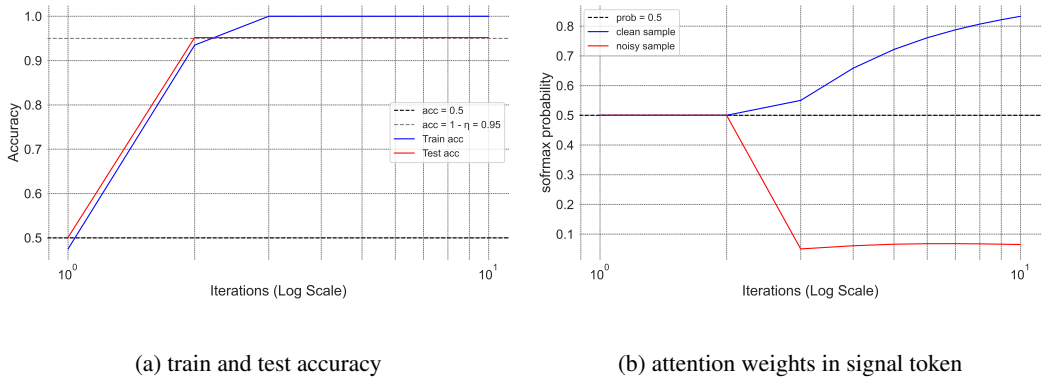 1.0
0.9
0.8
0.7
0.6
0.5
Accuracy
acc = 0.5
acc = 1 - η = 0.95
Train acc
Test acc
10⁰
10¹
Iterations (Log Scale)
(a) train and test accuracy
prob = 0.5
clean sample
noisy sample
0.8
0.7
0.6
0.5
0.4
0.3
0.2
0.1
sofrmax probability
10⁰
10¹
Iterations (Log Scale)
(b) attention weights in signal token